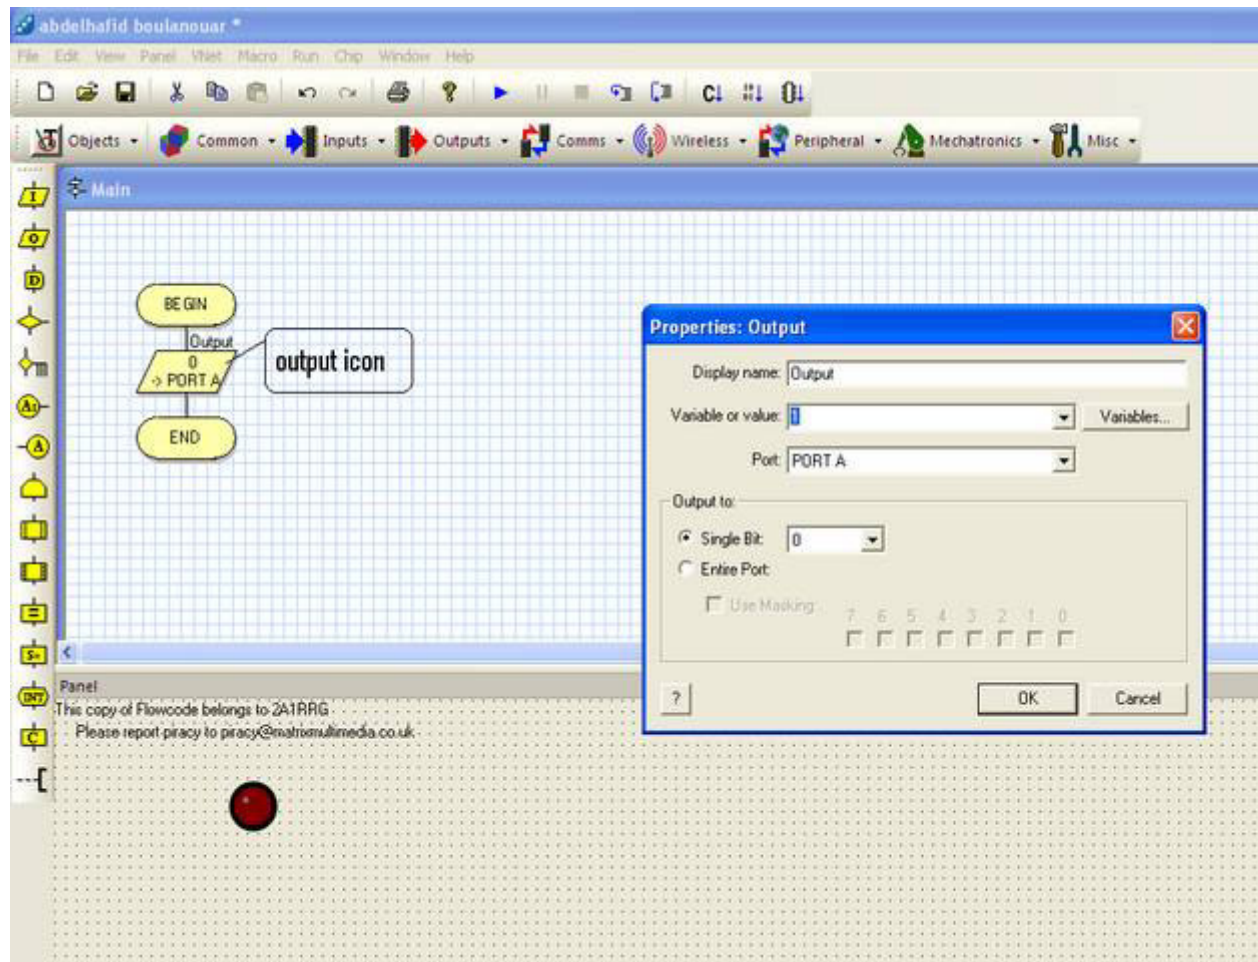 abdelhafid boulanouar *
File Edit View Panel VNet Macro Run Chip Window Help
Objects Common Inputs Outputs Comms Wireless Peripheral Mechatronics Misc
Main
BEGIN
Output
0
-> PORT A
END
output icon
Properties: Output
Display name: Output
Variable or value: 1 Variables...
Port: PORT A
Output to:
Single Bit: 0
Entire Port:
Use Masking:
7 6 5 4 3 2 1 0
? OK Cancel
I
O
D
A:
A
=
S=
INT
C
Panel
This copy of Flowcode belongs to 2A1RRG
Please report piracy to piracy@matrixmultimedia.co.uk